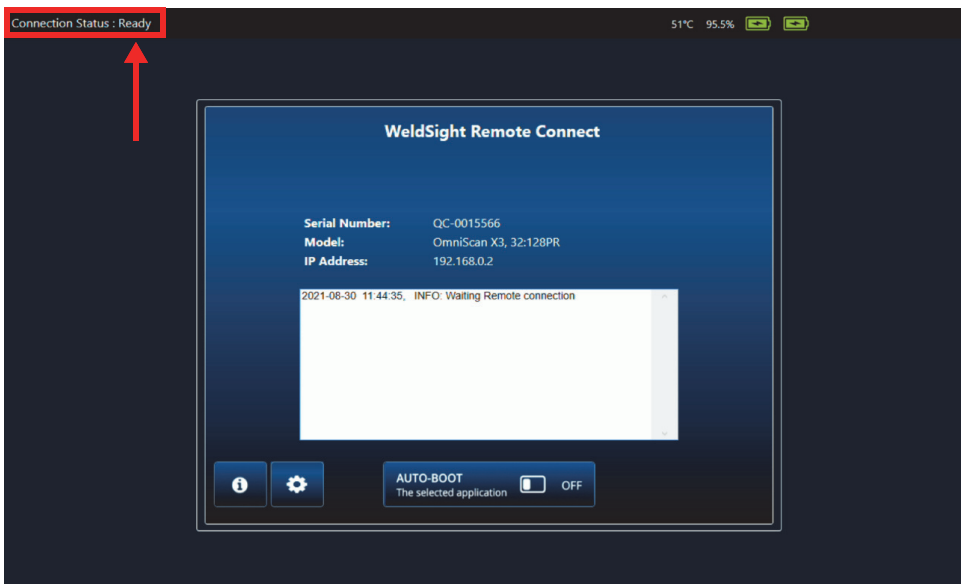 Connection Status : Ready
51°C 95.5%
WeldSight Remote Connect
Serial Number: QC-0015566
Model: OmniScan X3, 32:128PR
IP Address: 192.168.0.2
2021-08-30 11:44:35, INFO: Waiting Remote connection
AUTO-BOOT
The selected application OFF